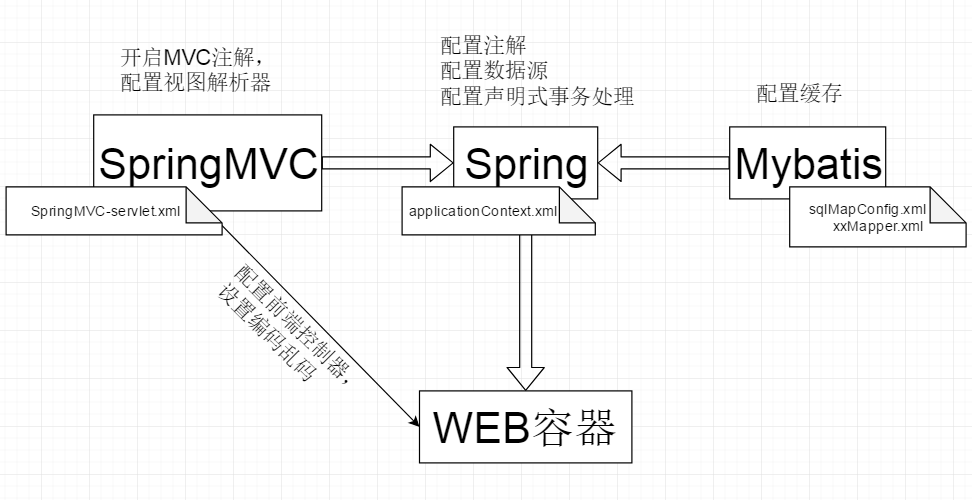 开启MVC注解，
配置视图解析器
配置注解
配置数据源
配置声明式事务处理
配置缓存
SpringMVC
Spring
Mybatis
SpringMVC-servlet.xml
applicationContext.xml
sqlMapConfig.xml
xxMapper.xml
配置前端控制器，
设置编码乱码
WEB容器